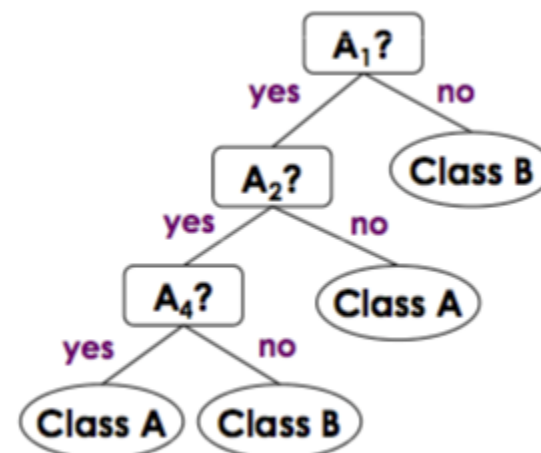 A₁?
yes no
Class B
A₂?
yes no
Class A
A₄?
yes no
Class A Class B